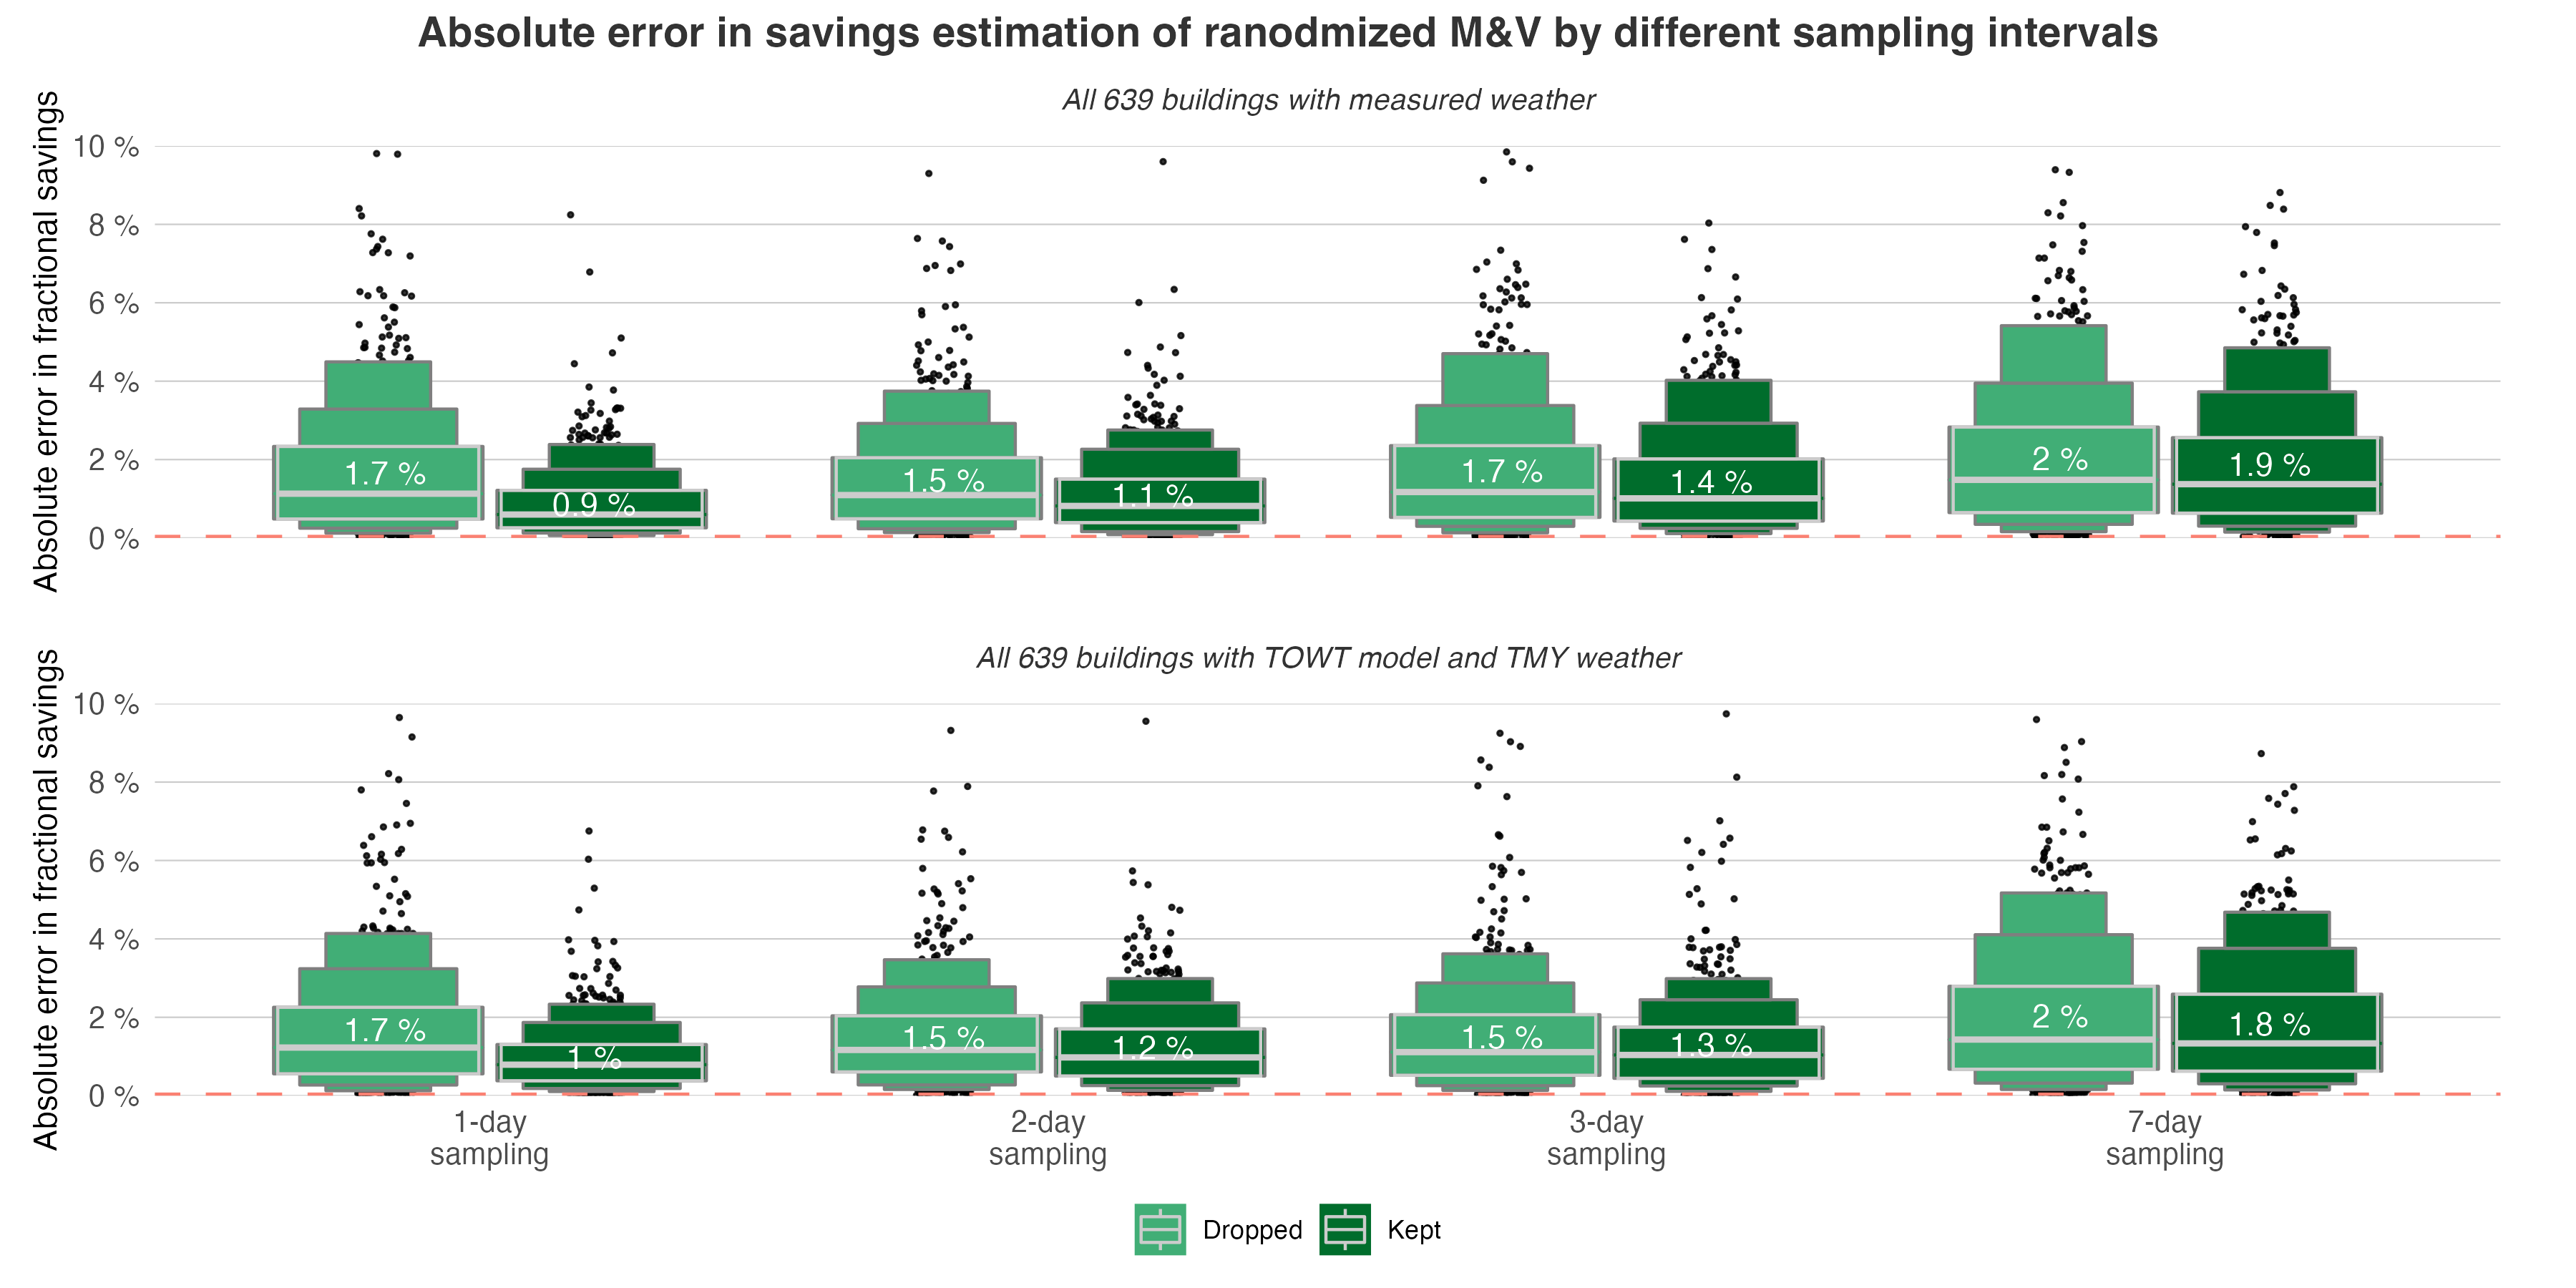 Absolute error in savings estimation of ranodmized M&V by different sampling intervals
All 639 buildings with measured weather
Absolute error in fractional savings
10 %
8 %
6 %
4 %
2 %
0 %
1.7 %
0.9 %
1.5 %
1.1 %
1.7 %
1.4 %
2 %
1.9 %
All 639 buildings with TOWT model and TMY weather
Absolute error in fractional savings
10 %
8 %
6 %
4 %
2 %
0 %
1.7 %
1 %
1.5 %
1.2 %
1.5 %
1.3 %
2 %
1.8 %
1-day
sampling
2-day
sampling
3-day
sampling
7-day
sampling
Dropped
Kept